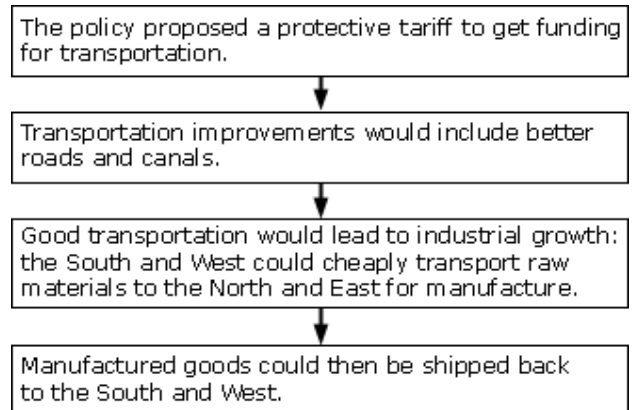 The policy proposed a protective tariff to get funding
for transportation.
Transportation improvements would include better
roads and canals.
Good transportation would lead to industrial growth:
the South and West could cheaply transport raw
materials to the North and East for manufacture.
Manufactured goods could then be shipped back
to the South and West.